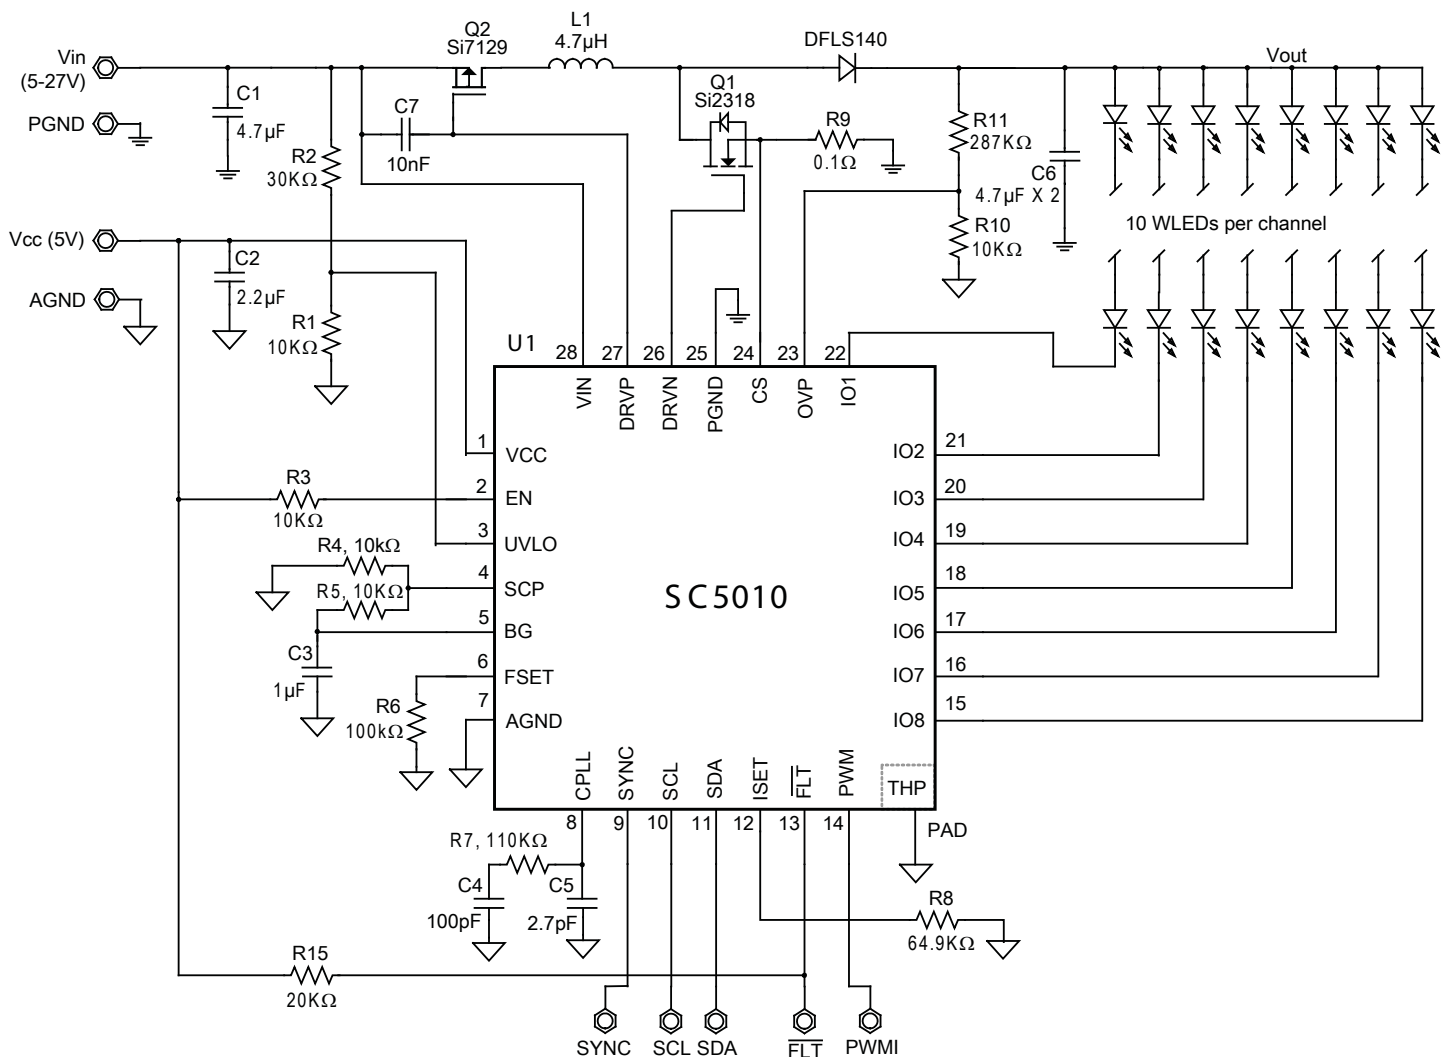 Vin
(5-27V)
PGND
C1
4.7µF
Q2
Si7129
L1
4.7µH
DFLS140
Vout
C7
10nF
R2
30KΩ
Q1
Si2318
R9
0.1Ω
R11
287KΩ
C6
4.7µF X 2
R10
10KΩ
10 WLEDs per channel
Vcc (5V)
C2
2.2µF
AGND
R1
10KΩ
U1
28 27 26 25 24 23 22
VIN DRVP DRVN PGND CS OVP IO1
1 VCC
2 EN
3 UVLO
4 SCP
5 BG
6 FSET
7 AGND
R3
10KΩ
R4, 10kΩ
R5, 10KΩ
C3
1µF
R6
100kΩ
SC5010
IO2 21
IO3 20
IO4 19
IO5 18
IO6 17
IO7 16
IO8 15
CPLL SYNC SCL SDA ISET FLT PWM
THP
8 9 10 11 12 13 14
PAD
R7, 110KΩ
C4
100pF
C5
2.7pF
R8
64.9KΩ
R15
20KΩ
SYNC SCL SDA FLT PWMI